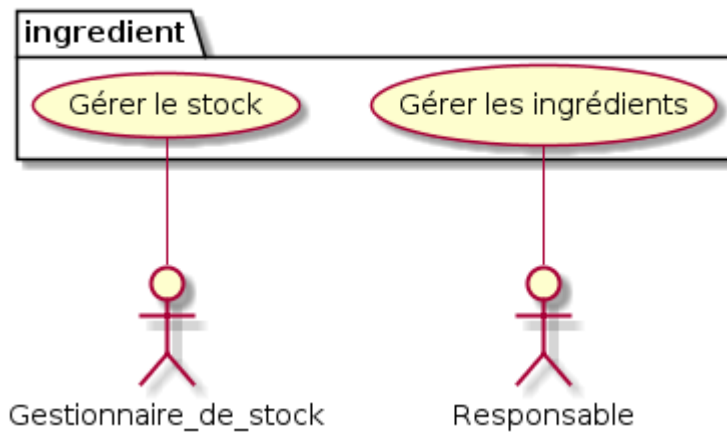 ingredient
Gérer le stock
Gérer les ingrédients
Gestionnaire_de_stock
Responsable